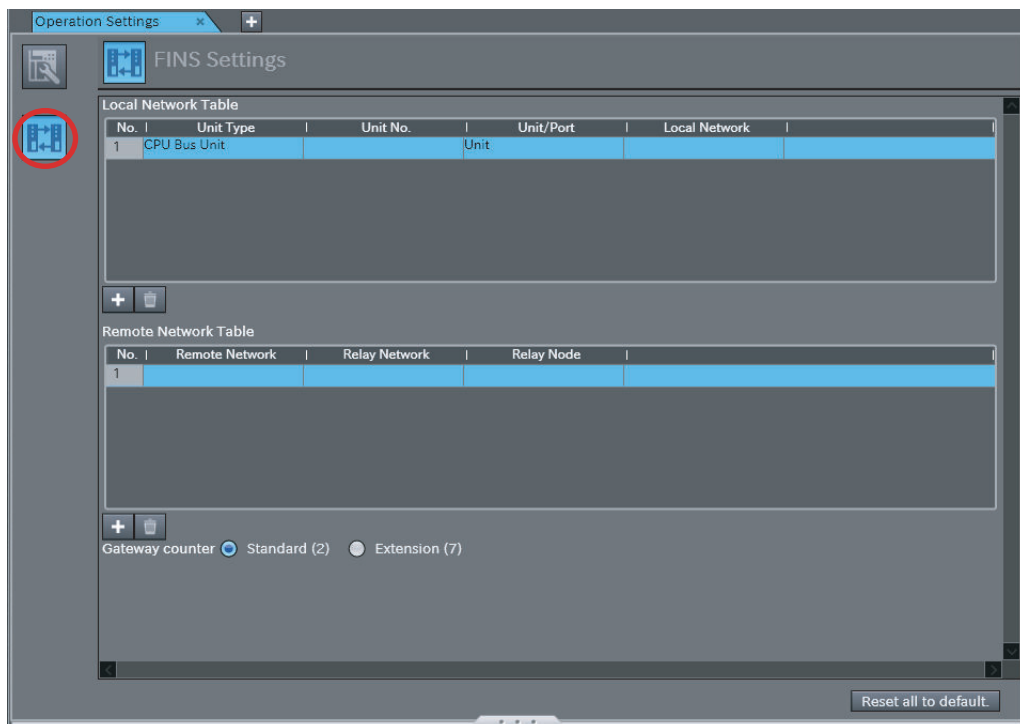 Operation Settings
FINS Settings
Local Network Table
No. Unit Type Unit No. Unit/Port Local Network
1 CPU Bus Unit Unit
Remote Network Table
No. Remote Network Relay Network Relay Node
1
Gateway counter Standard (2) Extension (7)
Reset all to default.